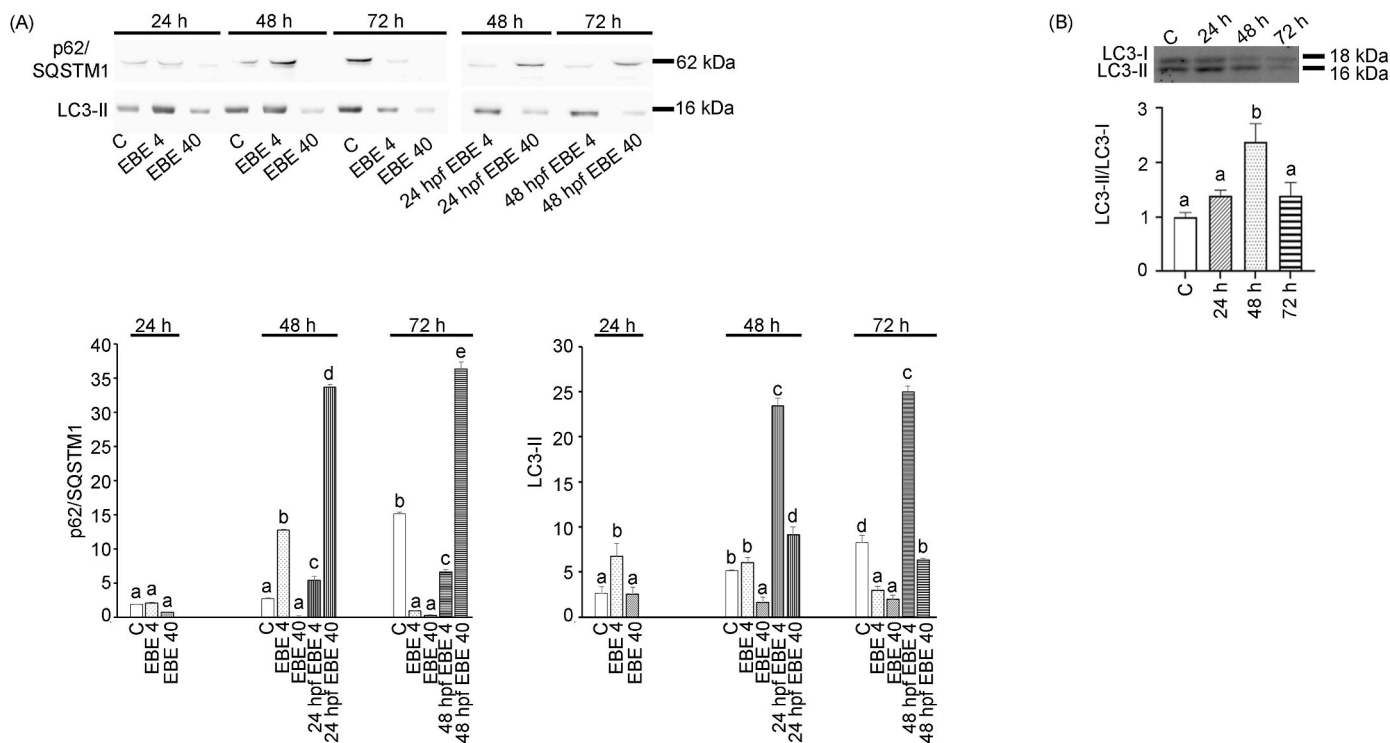 (A)
24 h 48 h 72 h 48 h 72 h
p62/
SQSTM1
62 kDa
LC3-II
16 kDa
C EBE 4 EBE 40 C EBE 4 EBE 40 C EBE 4 EBE 40 24 hpf EBE 4 24 hpf EBE 40 48 hpf EBE 4 48 hpf EBE 40
(B)
C 24 h 48 h 72 h
LC3-I 18 kDa
LC3-II 16 kDa
LC3-II/LC3-I
3
2
1
0
a a b a
C 24 h 48 h 72 h
24 h 48 h 72 h
p62/SQSTM1
40
35
30
25
20
15
10
5
0
a a a a b a c d b a a c e
C EBE 4 EBE 40 C EBE 4 EBE 40 24 hpf EBE 4 24 hpf EBE 40 C EBE 4 EBE 40 48 hpf EBE 4 48 hpf EBE 40
24 h 48 h 72 h
LC3-II
30
25
20
15
10
5
0
a b a b b a c d d a a c b
C EBE 4 EBE 40 C EBE 4 EBE 40 24 hpf EBE 4 24 hpf EBE 40 C EBE 4 EBE 40 48 hpf EBE 4 48 hpf EBE 40